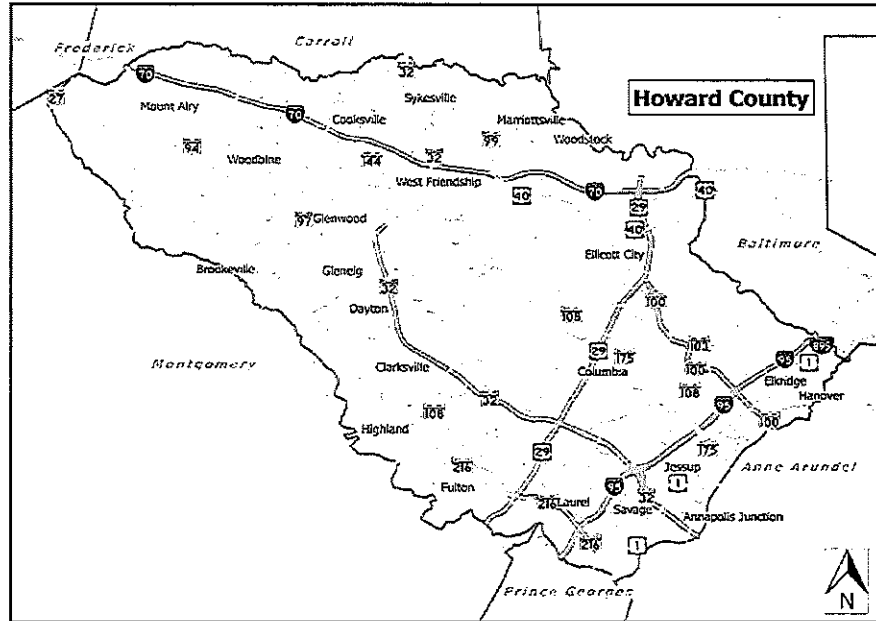 Frederick
Carroll
32
70
Sykesville
27
Mount Airy
Howard County
70
Cooksville
Marriottsville
Woodstock
94
99
Woodbine
144
32
West Friendship
40
70
40
29
97
Glenwood
40
Baltimore
Ellicott City
Brookeville
Glenelg
32
100
Dayton
108
103
29
175
95
1
Montgomery
Clarksville
Columbia
100
Elkridge
32
108
Hanover
95
108
100
Highland
29
175
216
Jessup
Anne Arundel
Fulton
95
1
216
Laurel
32
Savage
Annapolis Junction
216
1
Prince Georges
N